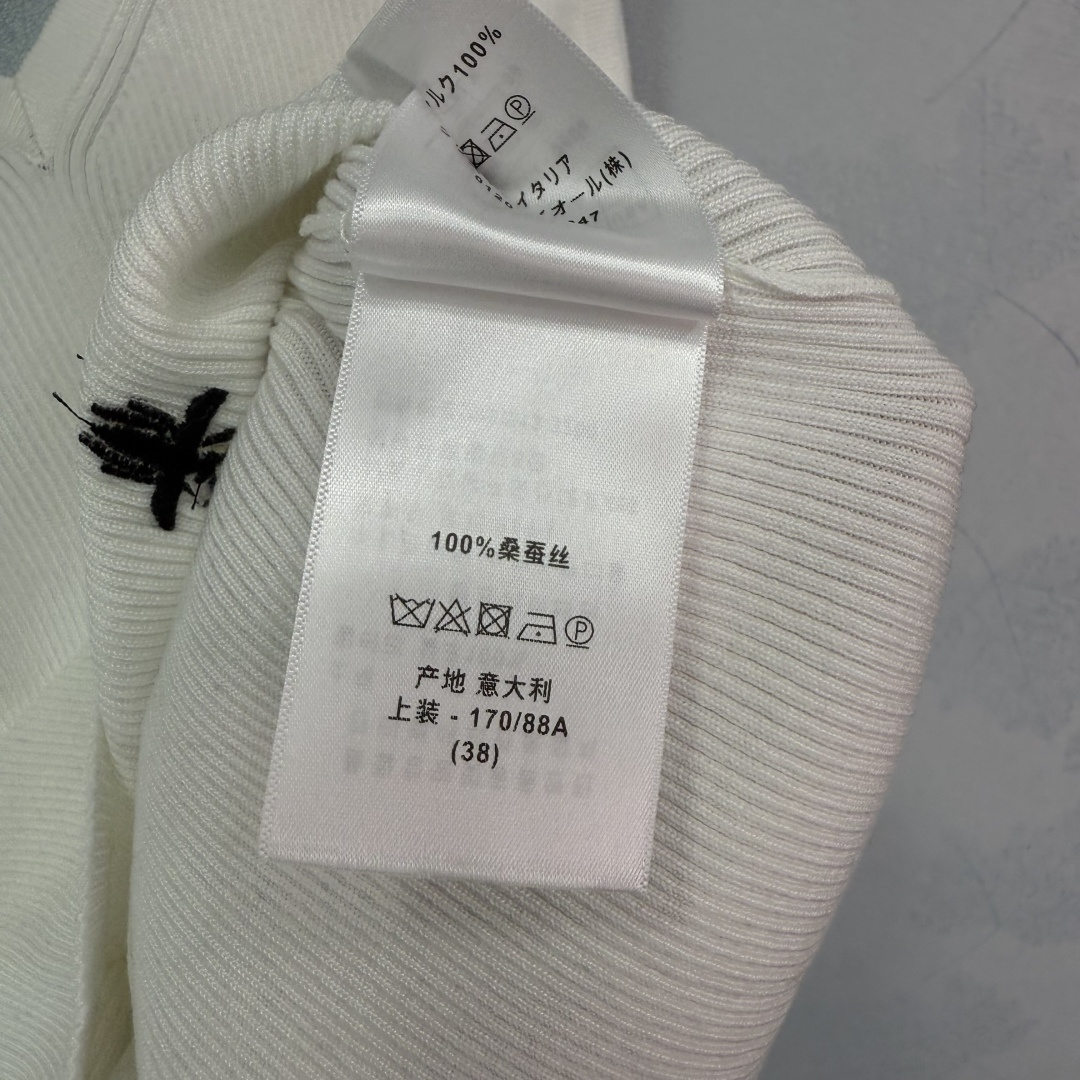 ルク100%
Ⓟ
イタリア
オール(株)
47
100%桑蚕丝
Ⓟ
产地 意大利
上装 - 170/88A
(38)